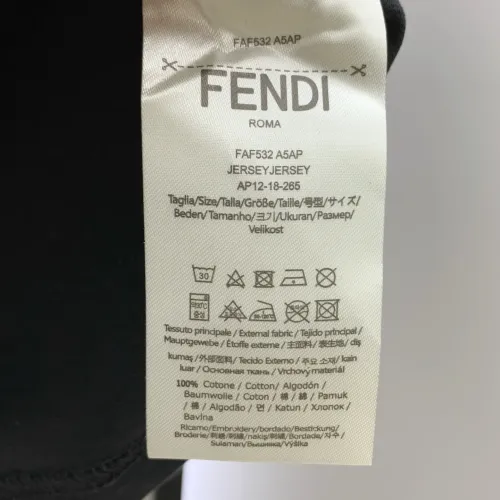 FAF532 A5AP
FENDI
ROMA
FAF532 A5AP
JERSEYJERSEY
AP12-18-265
Taglia/Size/Talla/Größe/Taille/号型/サイズ/
Beden/Tamanho/크기/Ukuran/Размер/
Velikost
30
Tessuto principale / External fabric / Tejido principal /
Hauptgewebe / Étoffe externe / 主面料/ 表生地/ dış
kumaş /外部面料/ Tecido Externo / 주요 소재/ kain
luar / Основная ткань / Vrchový materiál
100% Cotone / Cotton/ Algodón /
Baumwolle / Coton / 棉 / 綿 / Pamuk
/ 棉 / Algodão / 면 / Katun / Хлопок /
Bavlna
Ricamo/Embroidery/bordado/Bestickung/
Broderie/刺繡/刺繍/nakış/刺繡/Bordado/자수/
Sulaman/Вышивка/Výšivka